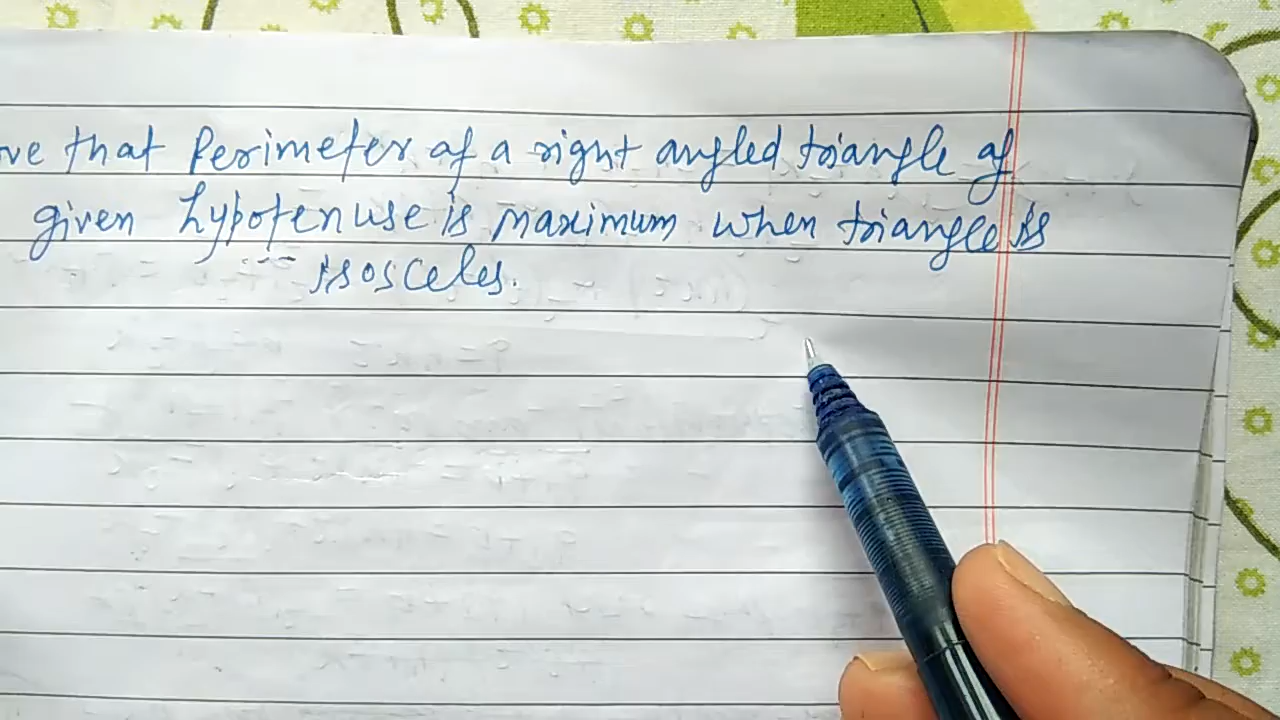 ve that Perimeter of a right angled triangle of
given hypotenuse is maximum when triangle is
isosceles.